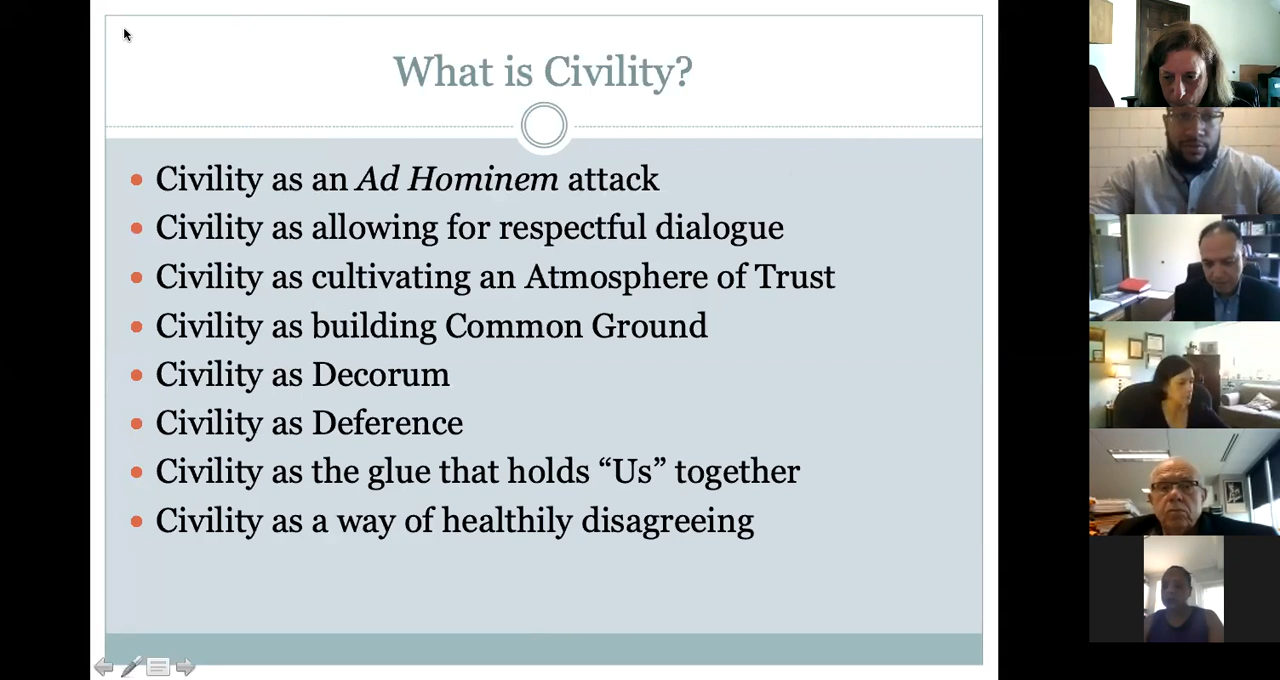 What is Civility?
Civility as an Ad Hominem attack
Civility as allowing for respectful dialogue
Civility as cultivating an Atmosphere of Trust
Civility as building Common Ground
Civility as Decorum
Civility as Deference
Civility as the glue that holds “Us” together
Civility as a way of healthily disagreeing